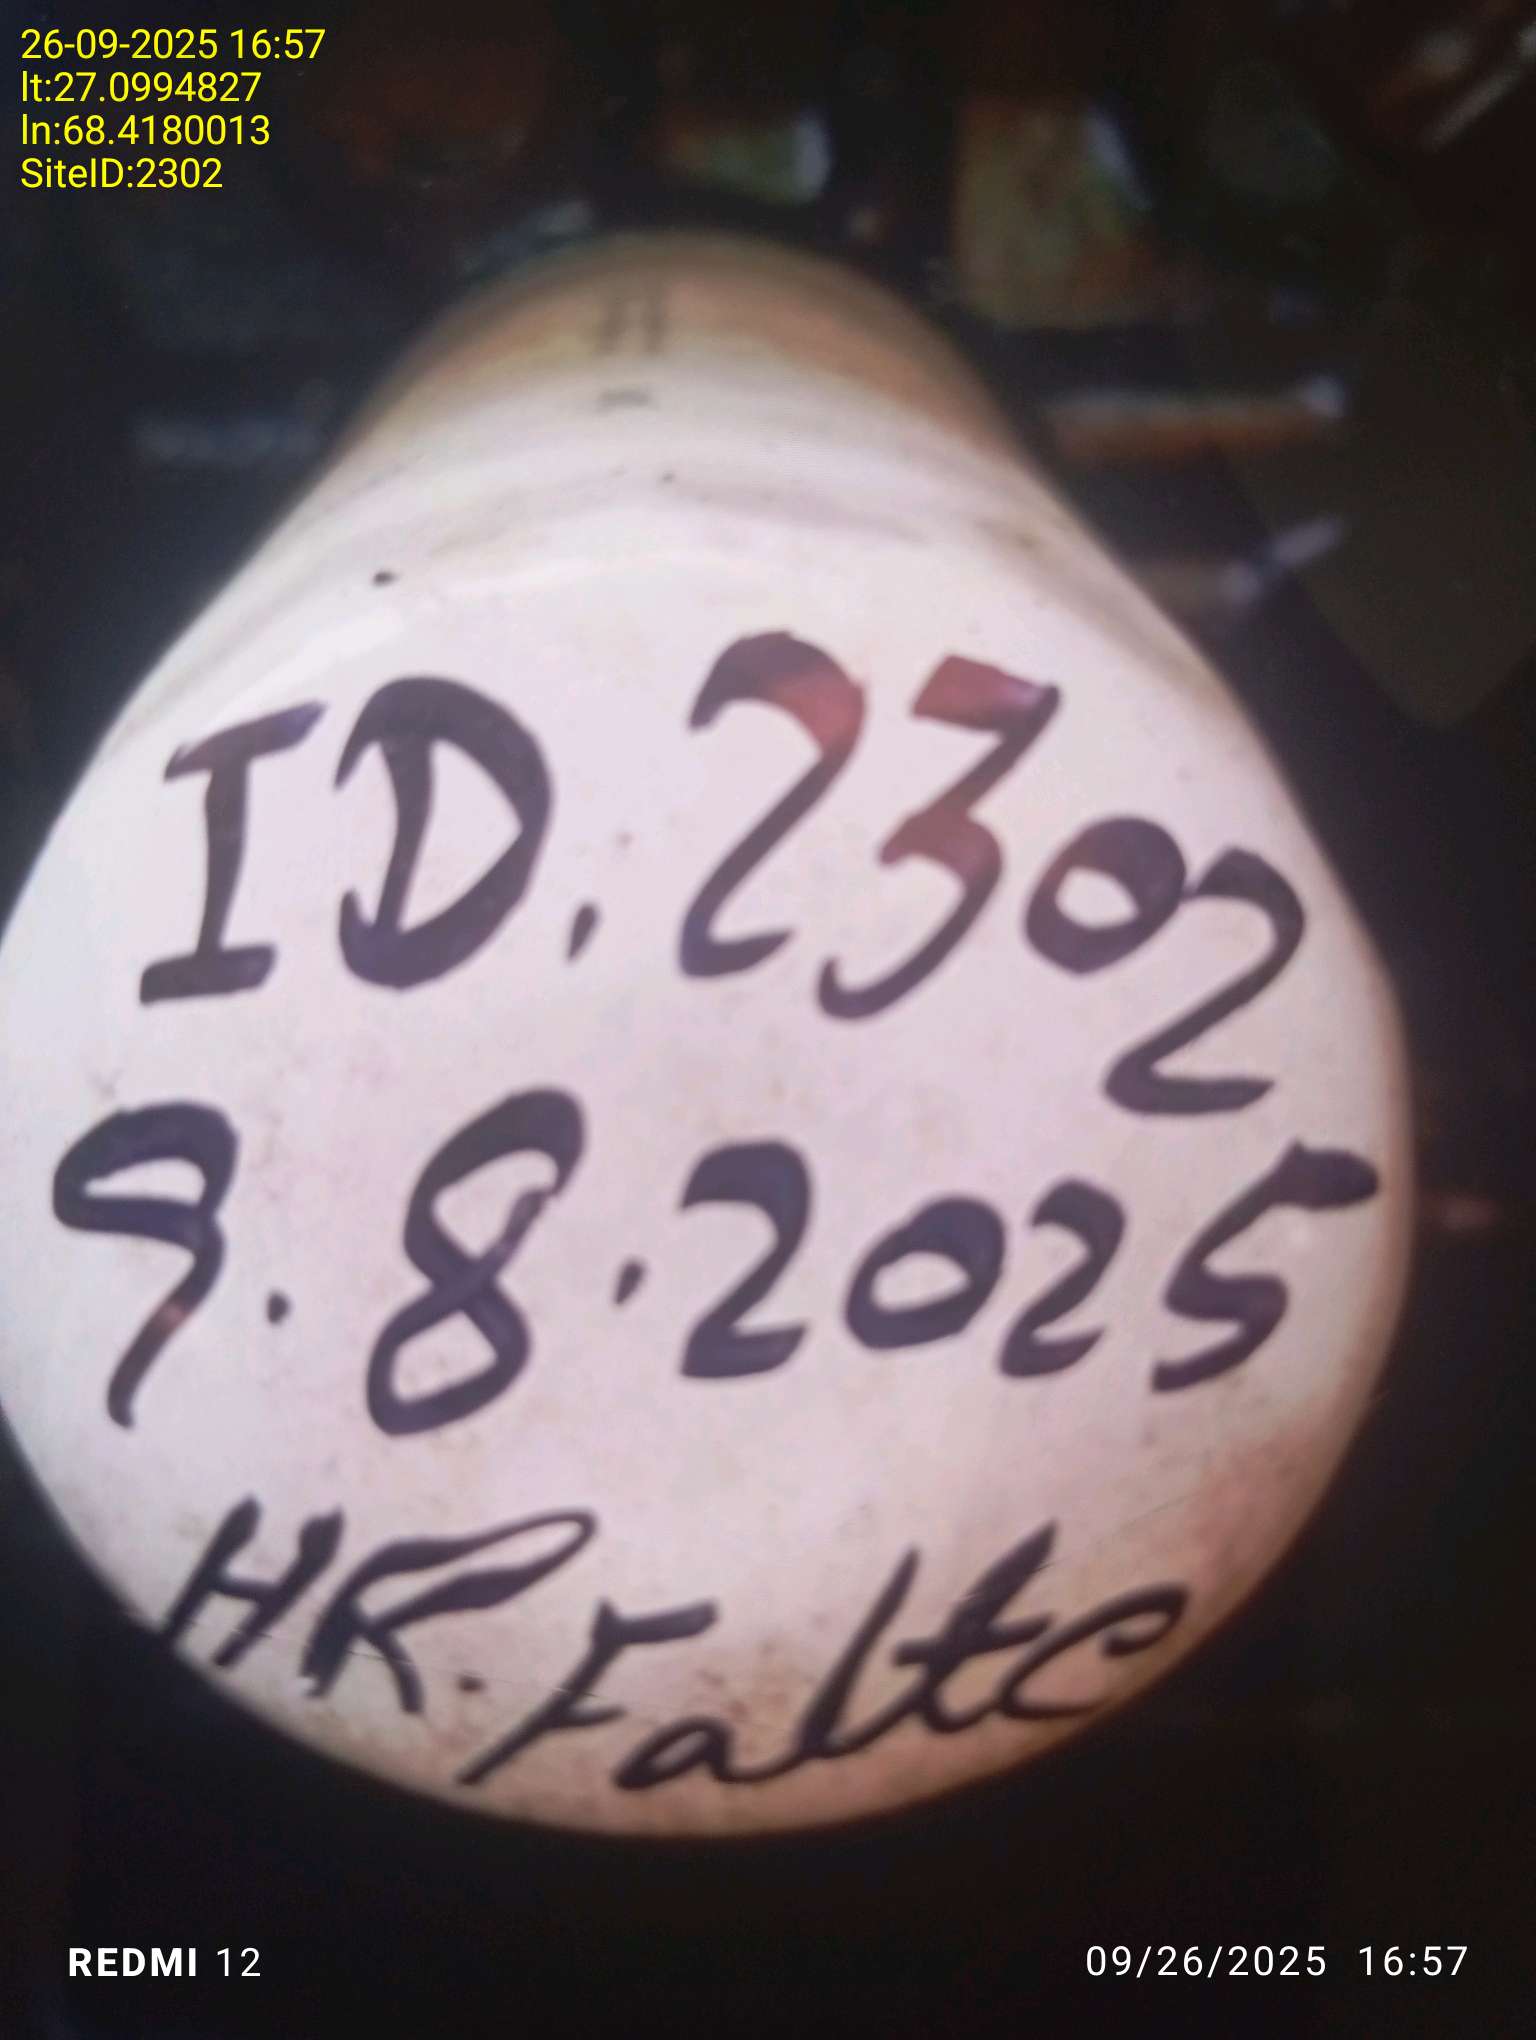 26-09-2025 16:57
lt:27.0994827
ln:68.4180013
SiteID:2302
ID. 2302
9.8.2025
HR. Faltc
REDMI 12
09/26/2025 16:57